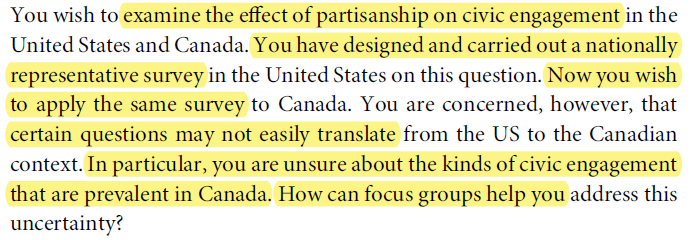 You wish to examine the effect of partisanship on civic engagement in the
United States and Canada. You have designed and carried out a nationally
representative survey in the United States on this question. Now you wish
to apply the same survey to Canada. You are concerned, however, that
certain questions may not easily translate from the US to the Canadian
context. In particular, you are unsure about the kinds of civic engagement
that are prevalent in Canada. How can focus groups help you address this
uncertainty?